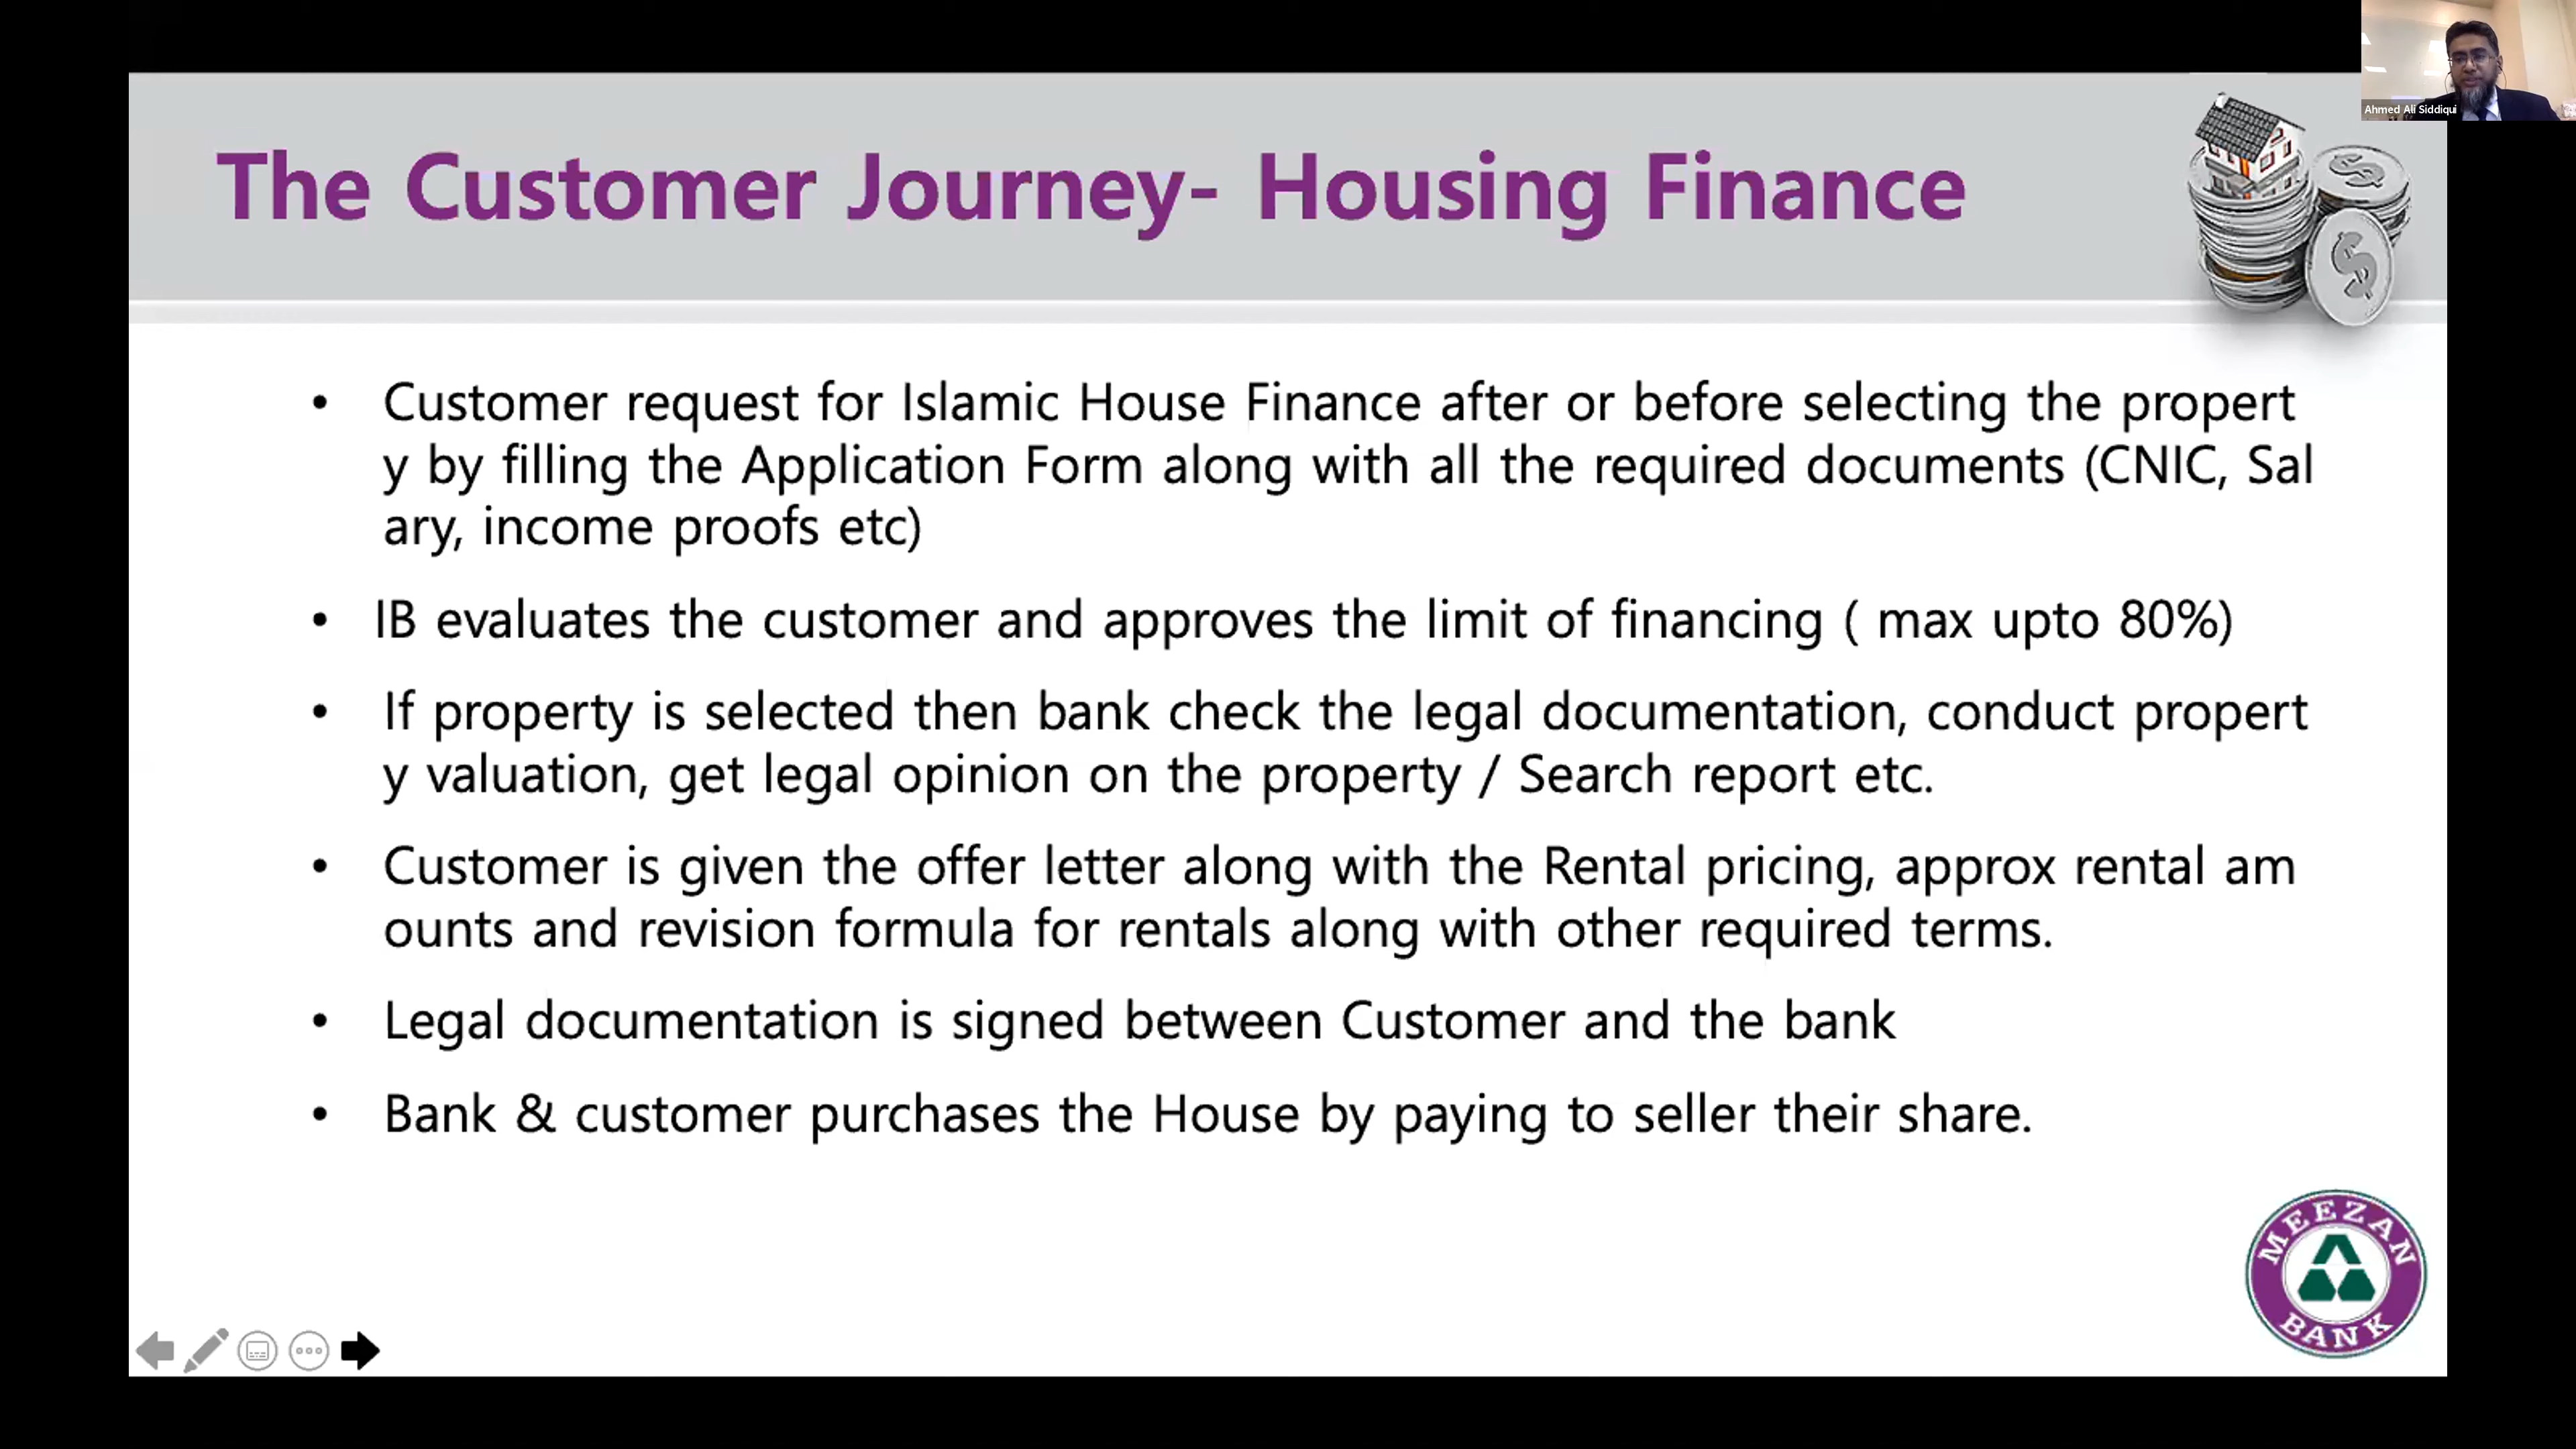 Ahmed Ali Siddiqui
The Customer Journey- Housing Finance
• Customer request for Islamic House Finance after or before selecting the propert
y by filling the Application Form along with all the required documents (CNIC, Sal
ary, income proofs etc)
• IB evaluates the customer and approves the limit of financing ( max upto 80%)
• If property is selected then bank check the legal documentation, conduct propert
y valuation, get legal opinion on the property / Search report etc.
• Customer is given the offer letter along with the Rental pricing, approx rental am
ounts and revision formula for rentals along with other required terms.
• Legal documentation is signed between Customer and the bank
• Bank & customer purchases the House by paying to seller their share.
MEEZAN
BANK